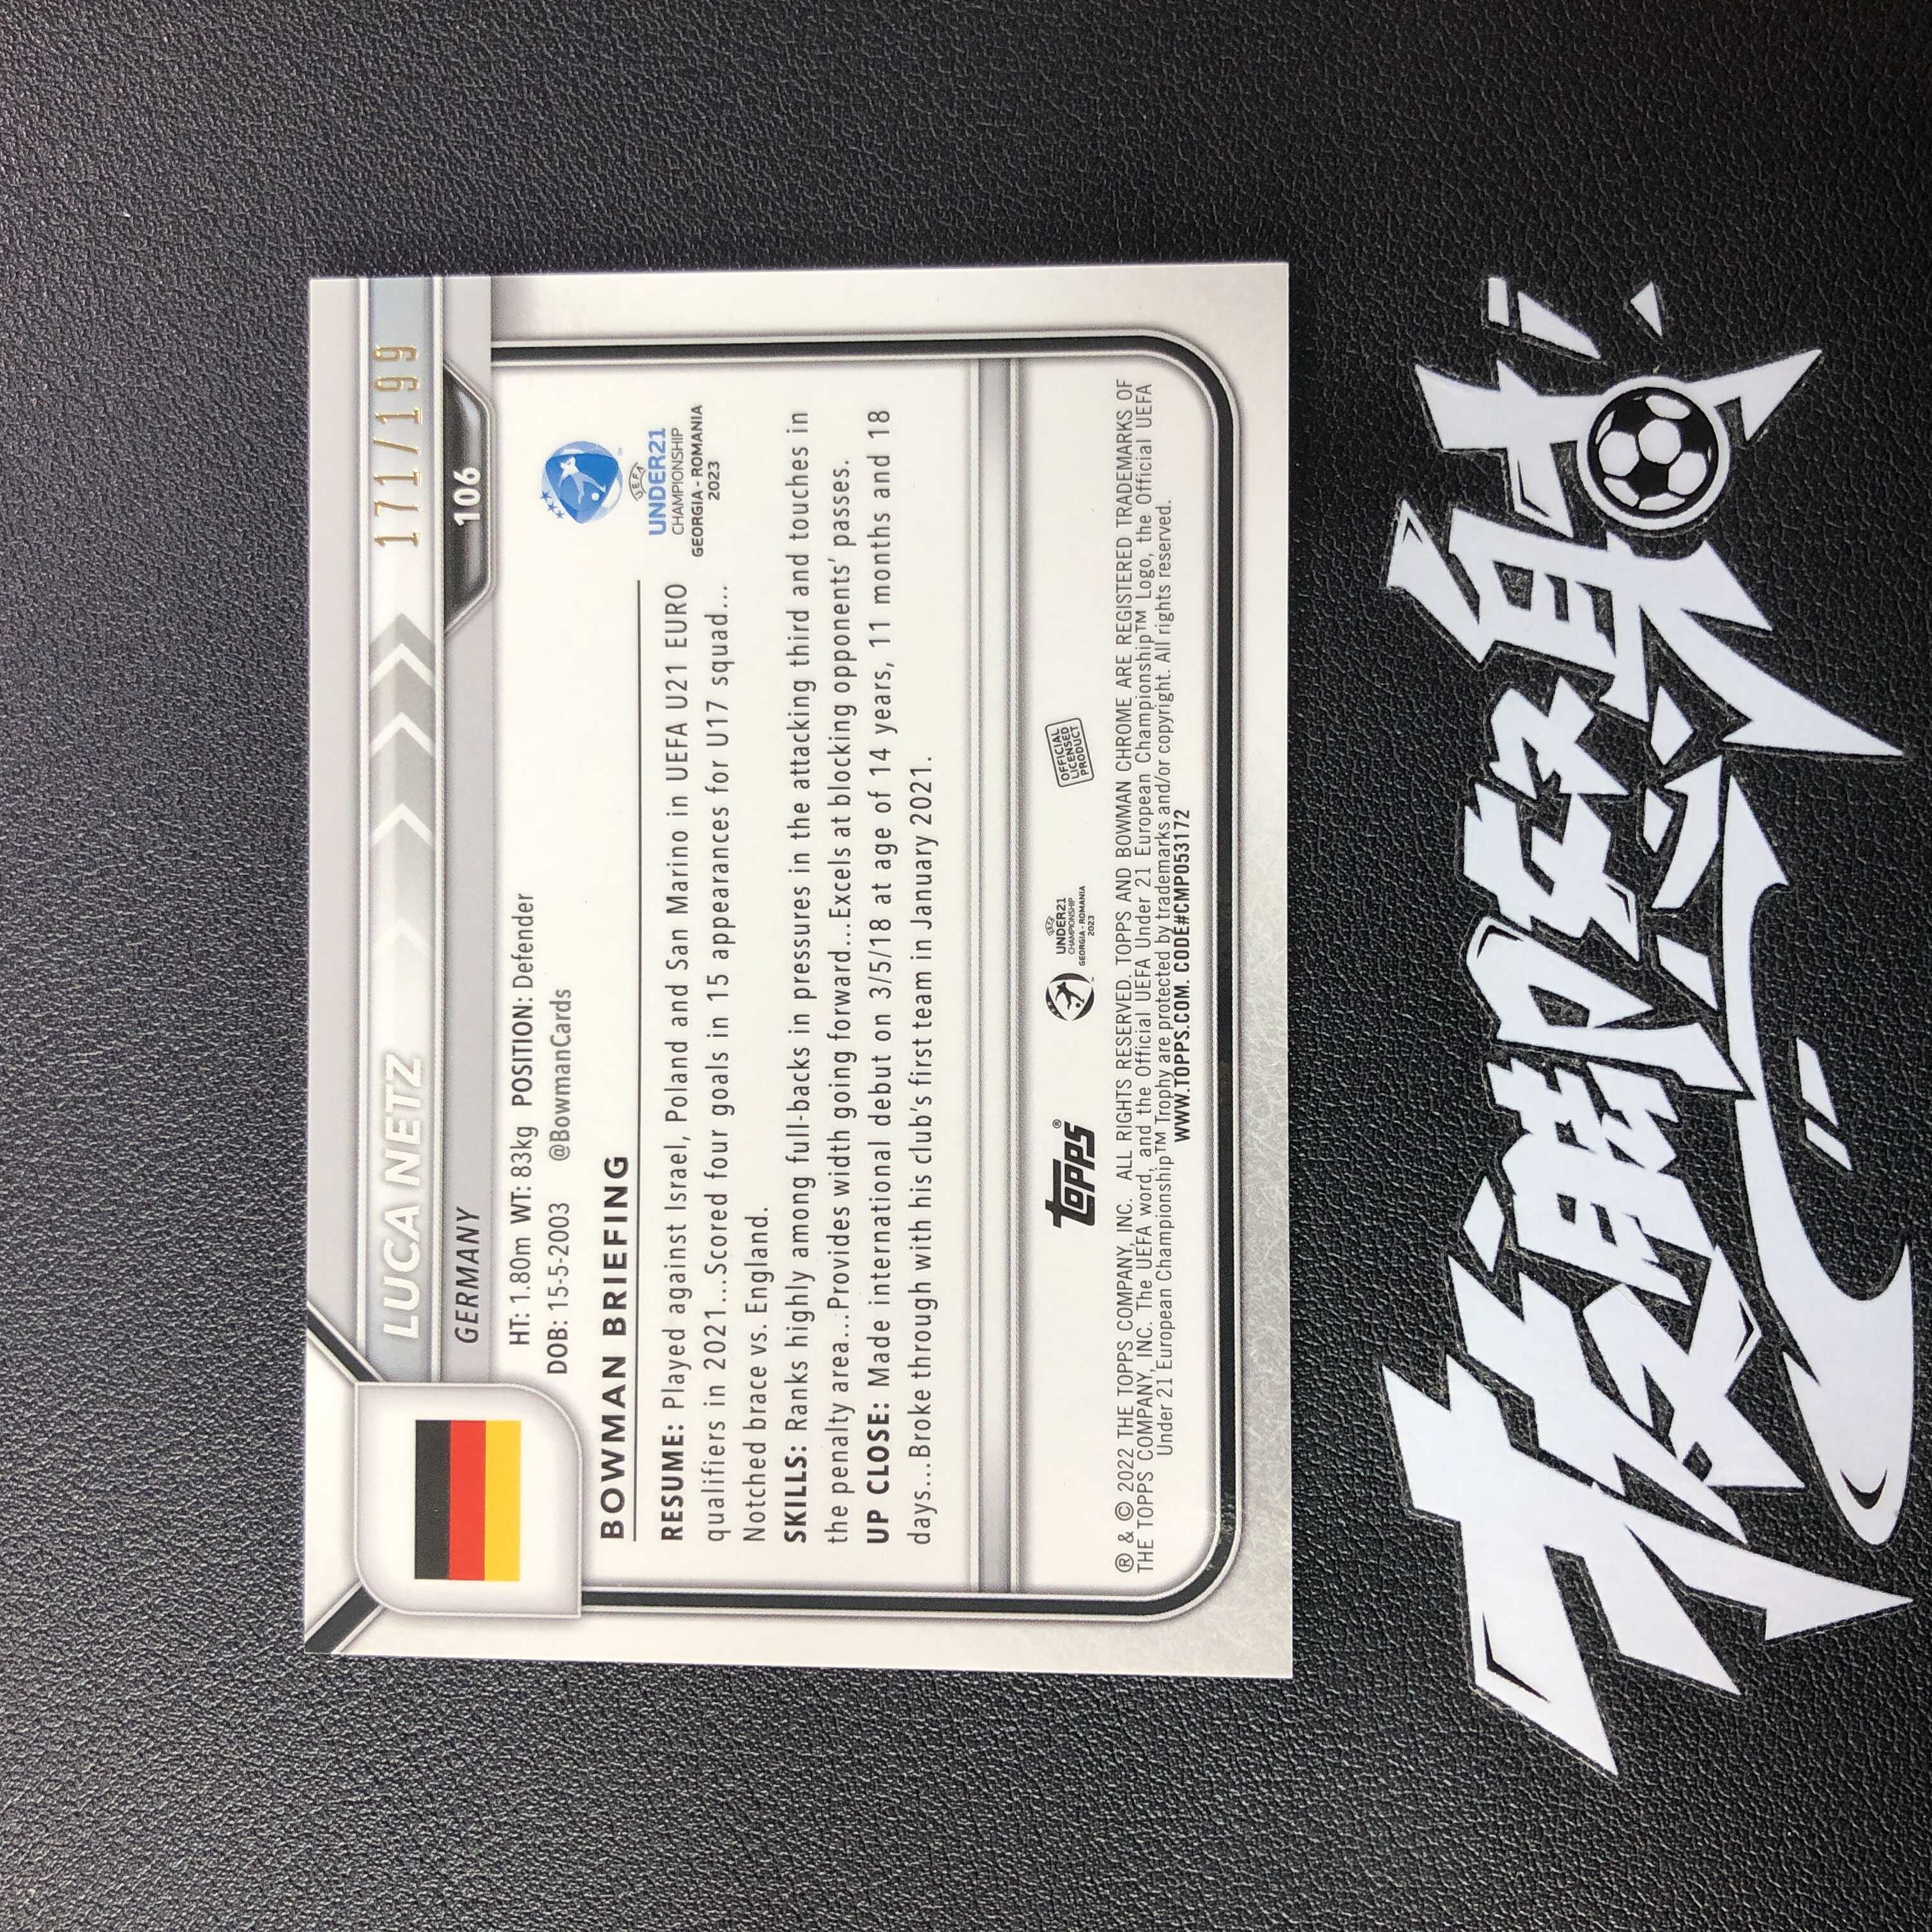 LUCA NETZ
171/199
GERMANY
106
HT: 1.80m WT: 83kg POSITION: Defender
DOB: 15-5-2003 @BowmanCards
BOWMAN BRIEFING
UEFA
UNDER21
CHAMPIONSHIP
GEORGIA - ROMANIA
2023
RESUME: Played against Israel, Poland and San Marino in UEFA U21 EURO
qualifiers in 2021...Scored four goals in 15 appearances for U17 squad...
Notched brace vs. England.
SKILLS: Ranks highly among full-backs in pressures in the attacking third and touches in
the penalty area...Provides width going forward...Excels at blocking opponents' passes.
UP CLOSE: Made international debut on 3/5/18 at age of 14 years, 11 months and 18
days...Broke through with his club's first team in January 2021.
topps®
UEFA
UNDER21
CHAMPIONSHIP
GEORGIA - ROMANIA
2023
OFFICIAL
LICENSED
PRODUCT
® & © 2022 THE TOPPS COMPANY, INC. ALL RIGHTS RESERVED. TOPPS AND BOWMAN CHROME ARE REGISTERED TRADEMARKS OF
THE TOPPS COMPANY, INC. The UEFA word, and the Official UEFA Under 21 European Championship™ Logo, the Official UEFA
Under 21 European Championship™ Trophy are protected by trademarks and/or copyright. All rights reserved.
WWW.TOPPS.COM. CODE#CMP053172